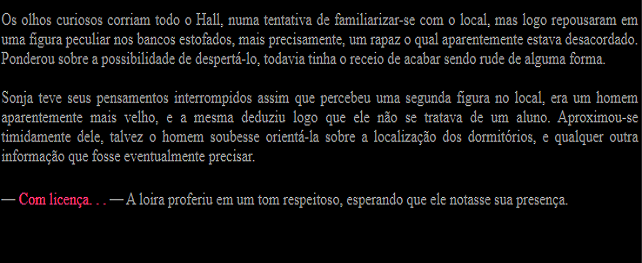 Os olhos curiosos corriam todo o Hall, numa tentativa de familiarizar-se com o local, mas logo repousaram em
uma figura peculiar nos bancos estofados, mais precisamente, um rapaz o qual aparentemente estava desacordado.
Ponderou sobre a possibilidade de despertá-lo, todavia tinha o receio de acabar sendo rude de alguma forma.
Sonja teve seus pensamentos interrompidos assim que percebeu uma segunda figura no local, era um homem
aparentemente mais velho, e a mesma deduziu logo que ele não se tratava de um aluno. Aproximou-se
timidamente dele, talvez o homem soubesse orientá-la sobre a localização dos dormitórios, e qualquer outra
informação que fosse eventualmente precisar.
— Com licença. . . — A loira proferiu em um tom respeitoso, esperando que ele notasse sua presença.